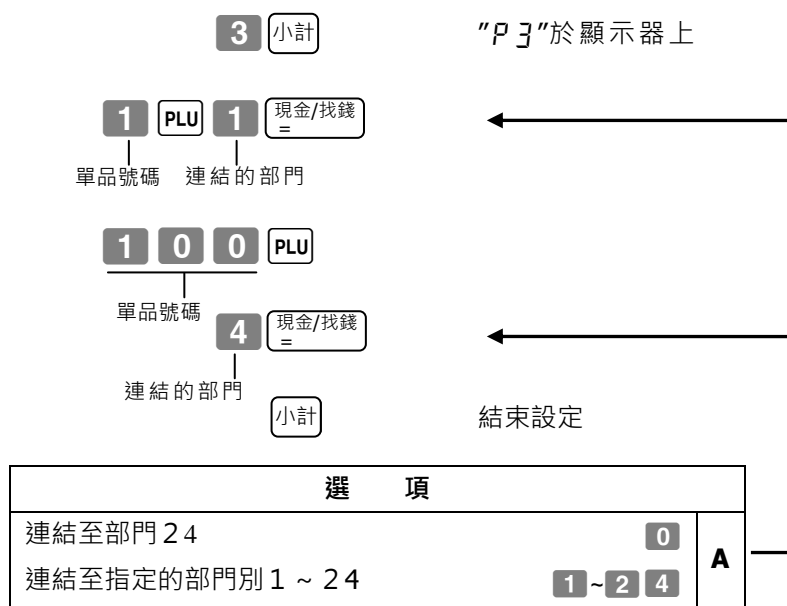 3 小計 "P 3"於顯示器上
1 PLU 1 現金/找錢 =
單品號碼 連結的部門
1 0 0 PLU
單品號碼
4 現金/找錢 =
連結的部門
小計 結束設定
選 項
連結至部門24 0
A
連結至指定的部門別1 ~ 24 1 ~ 2 4